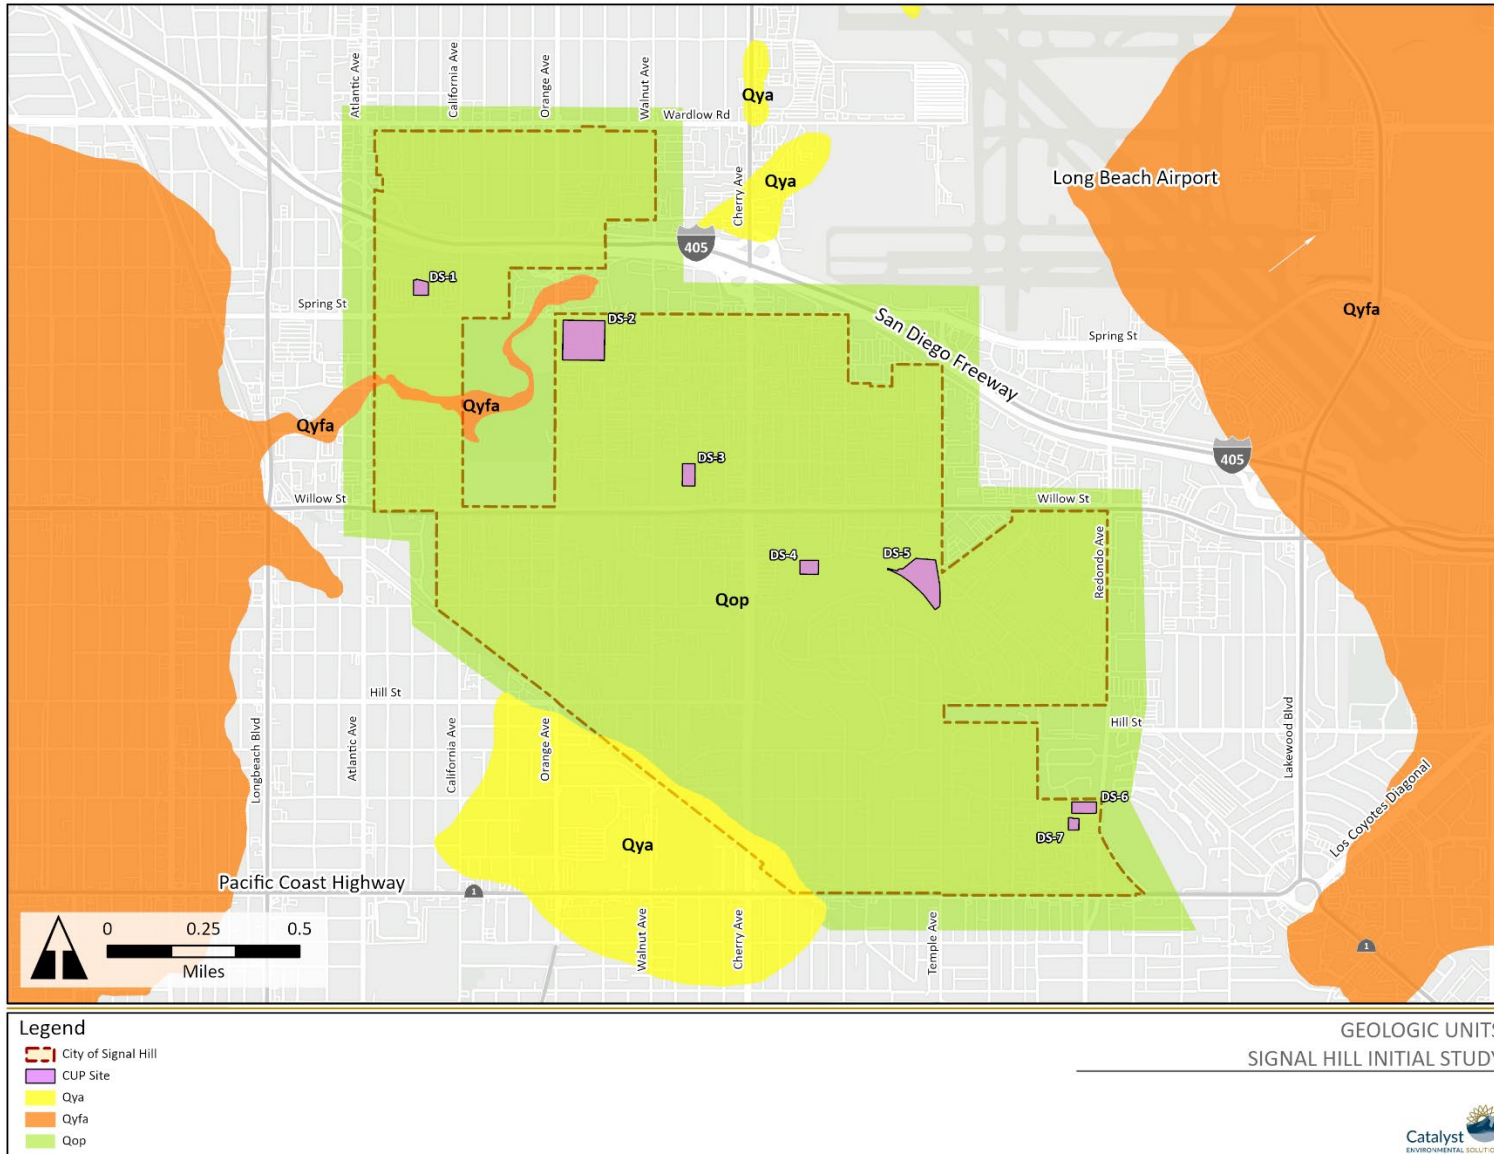 Atlantic Ave
California Ave
Orange Ave
Walnut Ave
Wardlow Rd
Qya
Qya
Cherry Ave
Long Beach Airport
405
DS-1
Spring St
DS-2
San Diego Freeway
Spring St
Qyfa
Qyfa
Qyfa
DS-3
405
Willow St
Willow St
DS-4
DS-5
Redondo Ave
Qop
Hill St
Hill St
Longbeach Blvd
Atlantic Ave
California Ave
Orange Ave
Lakewood Blvd
Los Coyotes Diagonal
DS-6
DS-7
Qya
Pacific Coast Highway
1
Walnut Ave
Cherry Ave
Temple Ave
1
0 0.25 0.5
Miles
Legend
City of Signal Hill
CUP Site
Qya
Qyfa
Qop
GEOLOGIC UNITS
SIGNAL HILL INITIAL STUDY
Catalyst
ENVIRONMENTAL SOLUTIO